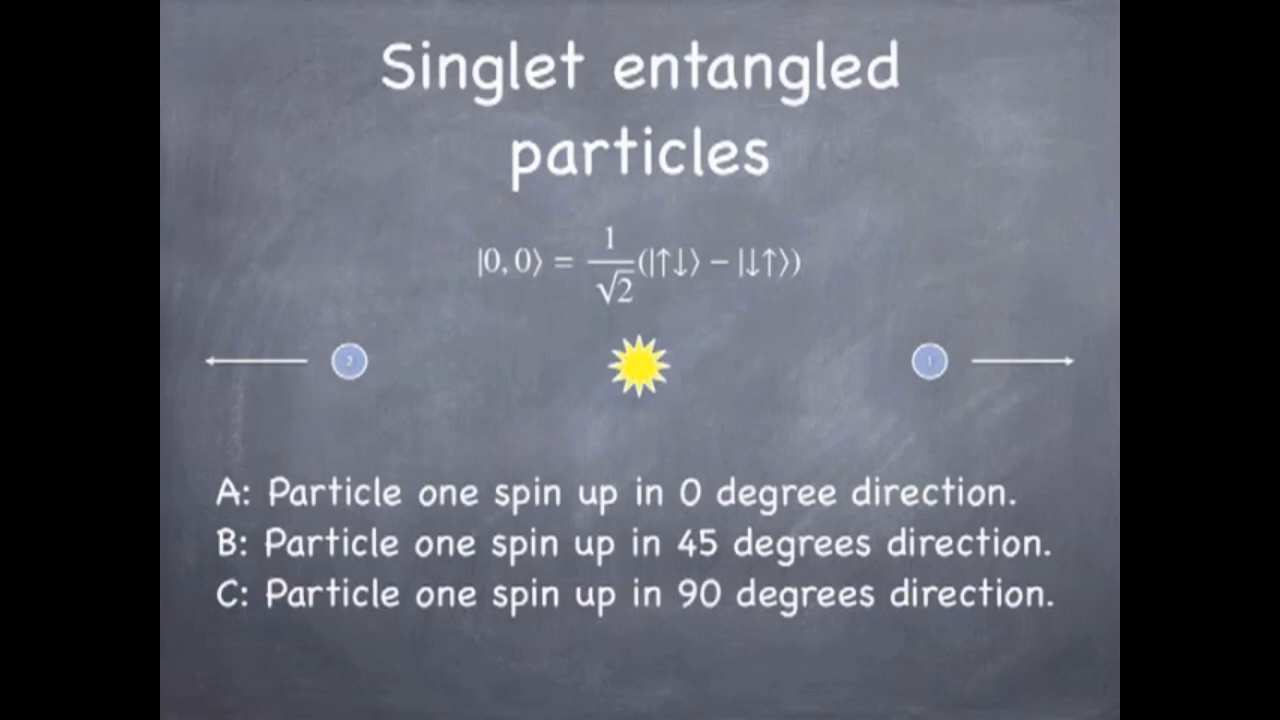 Singlet entangled
particles
|0, 0⟩ = 1/√2 (|↑↓⟩ − |↓↑⟩)
2 1
A: Particle one spin up in 0 degree direction.
B: Particle one spin up in 45 degrees direction.
C: Particle one spin up in 90 degrees direction.